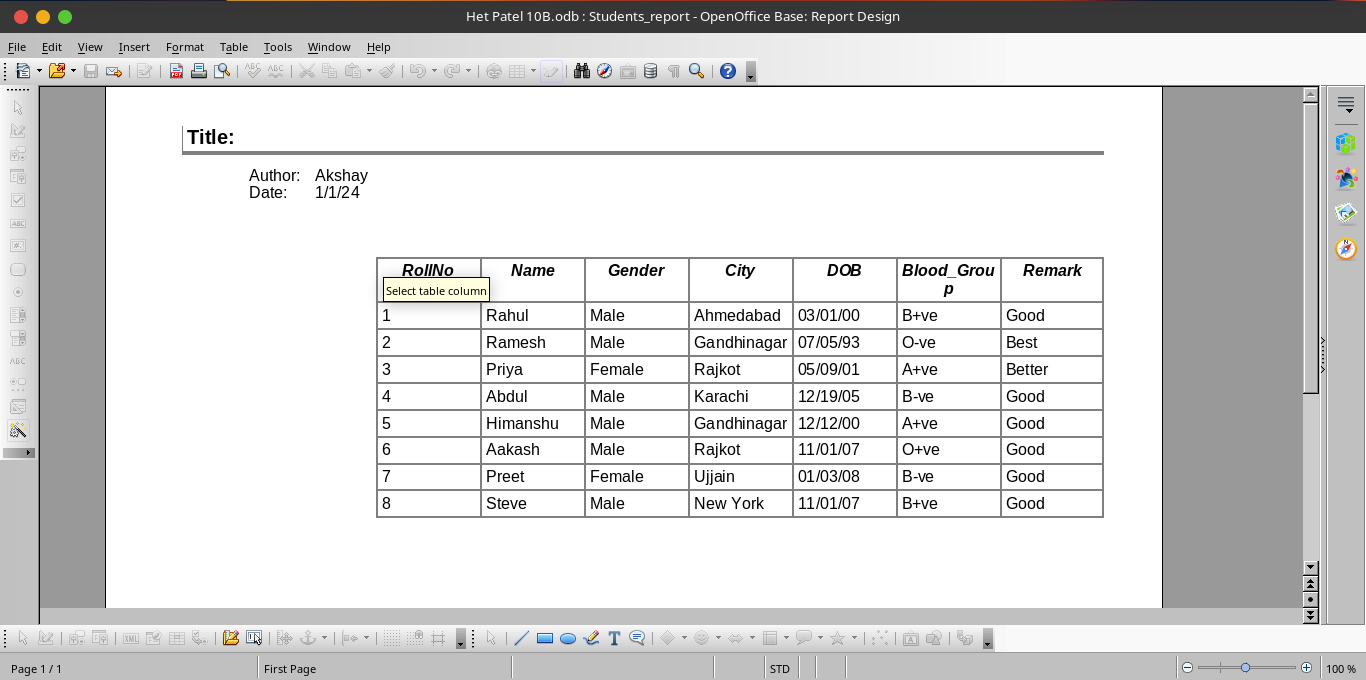 Het Patel 10B.odb : Students_report - OpenOffice Base: Report Design
File Edit View Insert Format Table Tools Window Help
Title:
Author: Akshay
Date: 1/1/24
RollNo Name Gender City DOB Blood_Grou Remark
p
Select table column
1 Rahul Male Ahmedabad 03/01/00 B+ve Good
2 Ramesh Male Gandhinagar 07/05/93 O-ve Best
3 Priya Female Rajkot 05/09/01 A+ve Better
4 Abdul Male Karachi 12/19/05 B-ve Good
5 Himanshu Male Gandhinagar 12/12/00 A+ve Good
6 Aakash Male Rajkot 11/01/07 O+ve Good
7 Preet Female Ujjain 01/03/08 B-ve Good
8 Steve Male New York 11/01/07 B+ve Good
Page 1 / 1 First Page STD 100 %